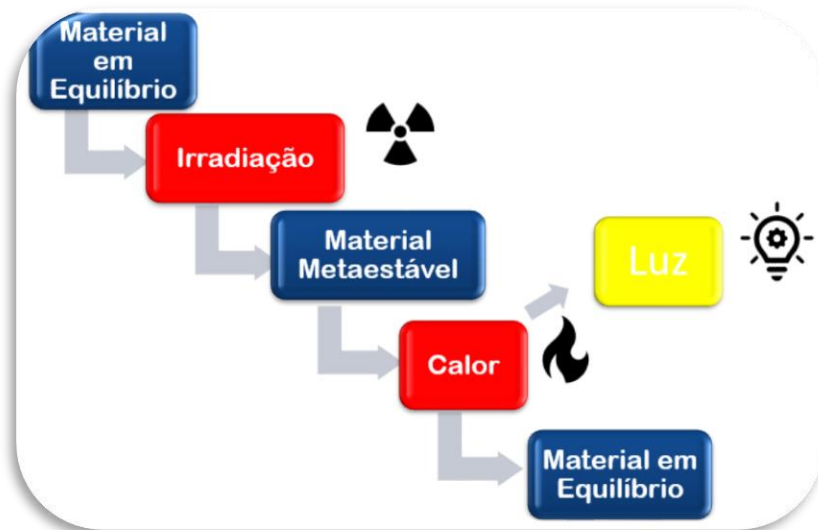 Material
em
Equilíbrio
Irradiação
Material
Metaestável
Luz
Calor
Material em
Equilíbrio